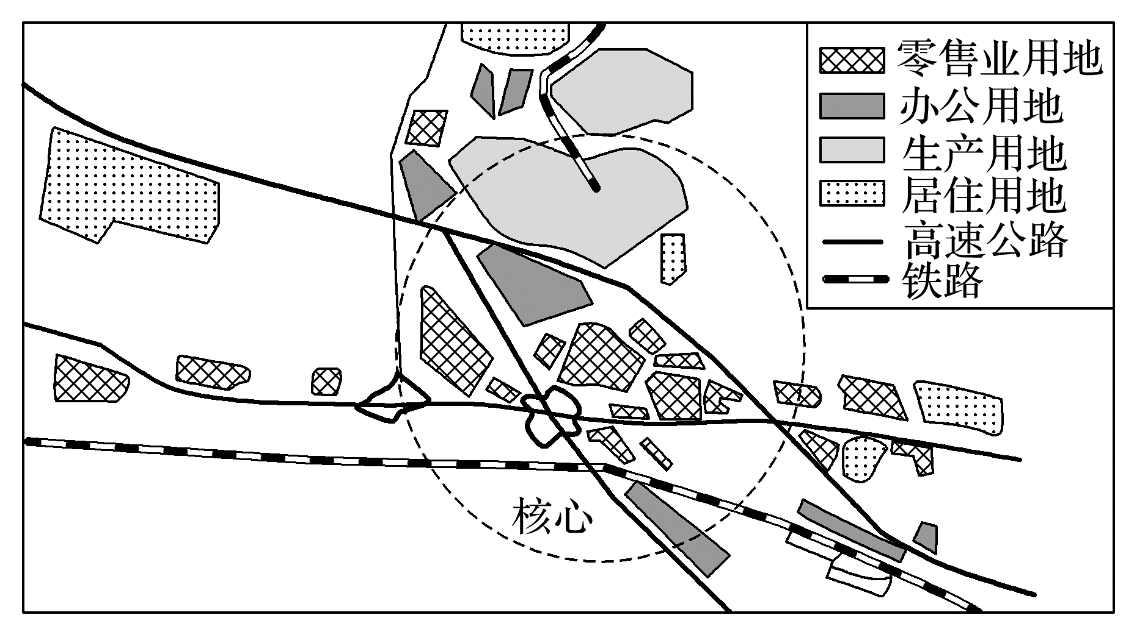 零售业用地
办公用地
生产用地
居住用地
高速公路
铁路
核心